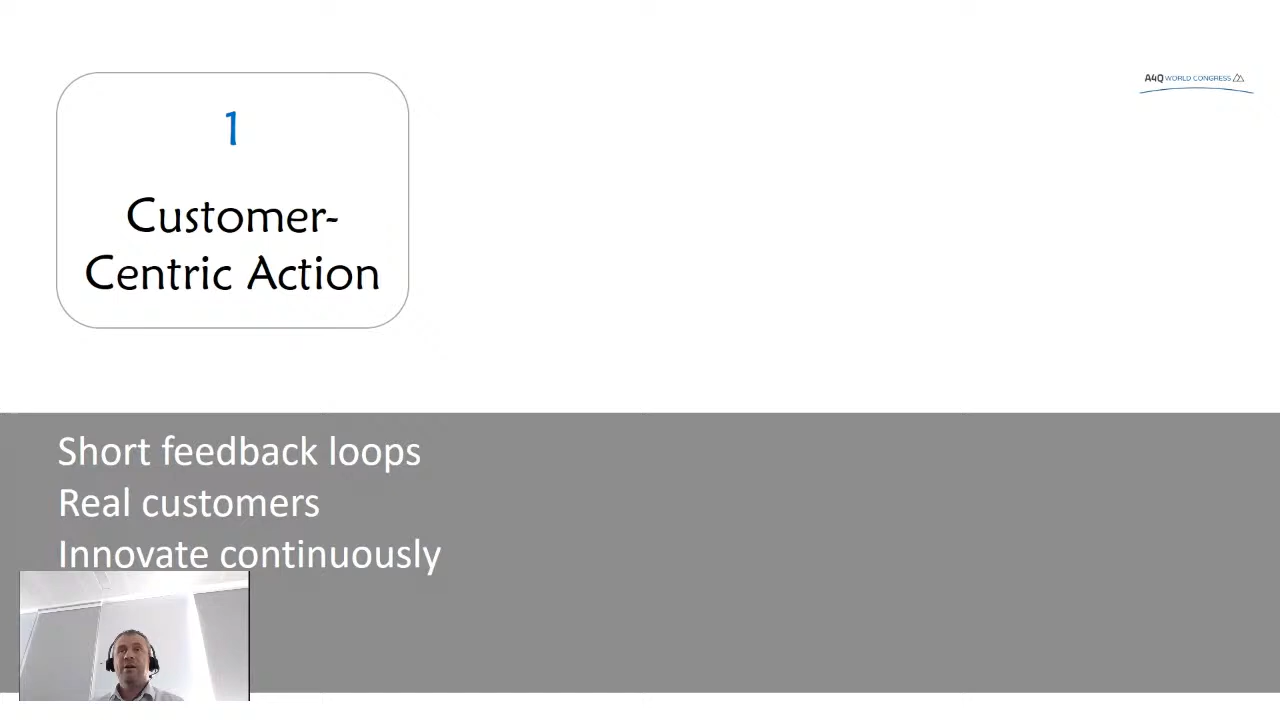 1
Customer-
Centric Action
A4Q WORLD CONGRESS
Short feedback loops
Real customers
Innovate continuously